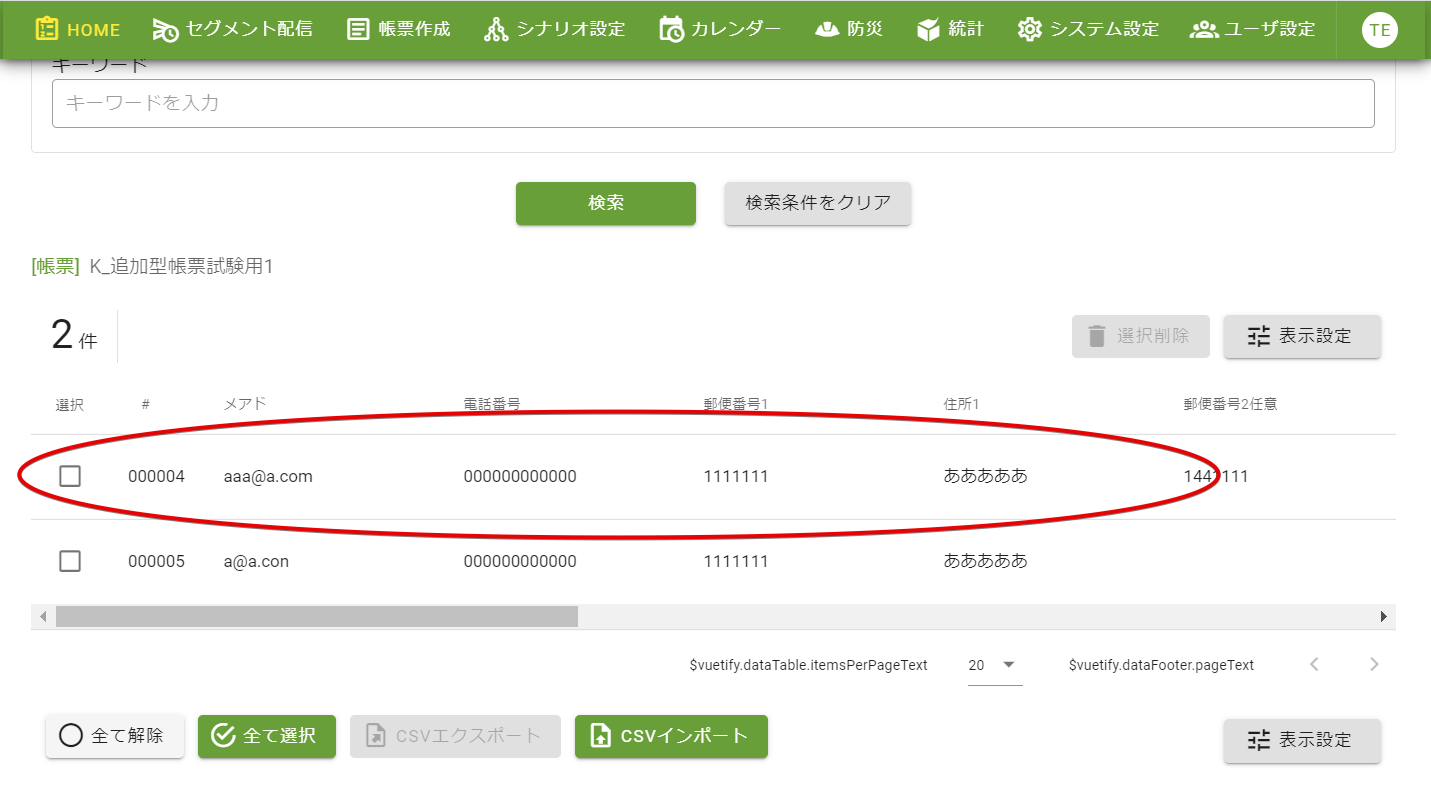 HOME セグメント配信 帳票作成 シナリオ設定 カレンダー 防災 統計 システム設定 ユーザ設定 TE
キーワード
キーワードを入力
検索 検索条件をクリア
[帳票] K_追加型帳票試験用1
2 件 選択削除 表示設定
選択 # メアド 電話番号 郵便番号1 住所1 郵便番号2任意
000004 aaa@a.com 000000000000 1111111 あああああ 1441111
000005 a@a.con 000000000000 1111111 あああああ
$vuetify.dataTable.itemsPerPageText 20 $vuetify.dataFooter.pageText
全て解除 全て選択 CSVエクスポート CSVインポート 表示設定